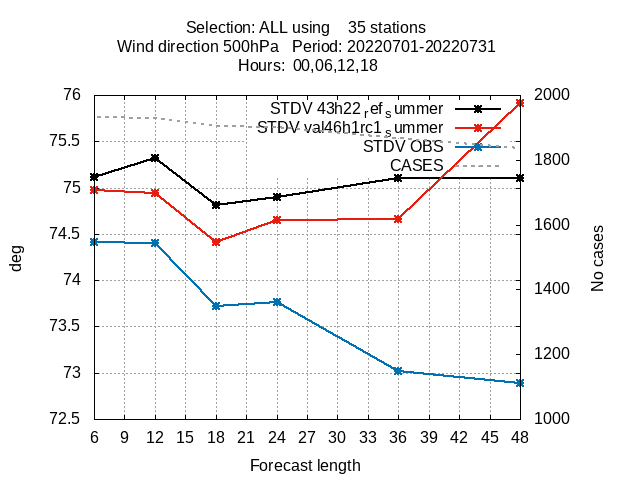 Selection: ALL using    35 stations
Wind direction 500hPa   Period: 20220701-20220731
Hours:  00,06,12,18
STDV 43h22ref summer
STDV val46h1rc1summer
STDV OBS
CASES
76
75.5
75
74.5
74
73.5
73
72.5
deg
2000
1800
1600
1400
1200
1000
No cases
6 9 12 15 18 21 24 27 30 33 36 39 42 45 48
Forecast length